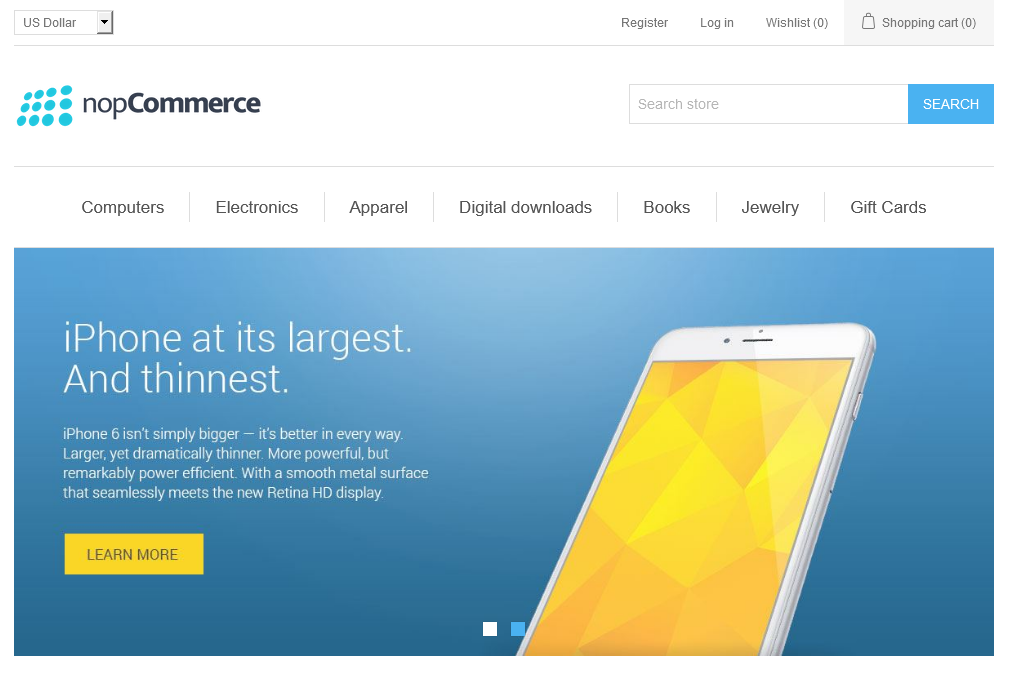 US Dollar Register Log in Wishlist (0) Shopping cart (0)
nopCommerce Search store SEARCH
Computers Electronics Apparel Digital downloads Books Jewelry Gift Cards
iPhone at its largest.
And thinnest.
iPhone 6 isn't simply bigger — it's better in every way.
Larger, yet dramatically thinner. More powerful, but
remarkably power efficient. With a smooth metal surface
that seamlessly meets the new Retina HD display.
LEARN MORE